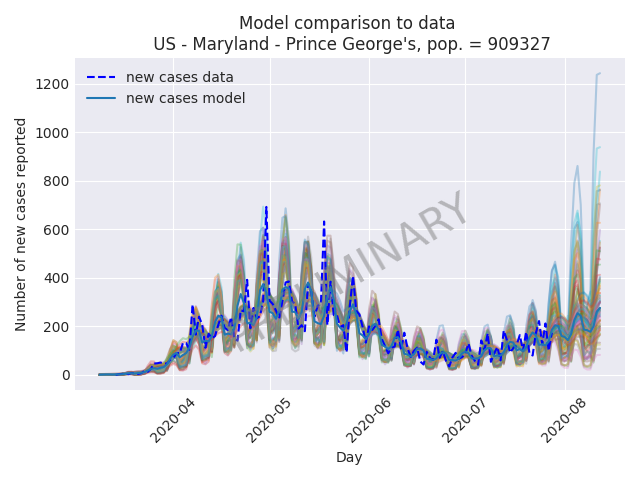 Model comparison to data
US - Maryland - Prince George's, pop. = 909327
new cases data
new cases model
PRELIMINARY
Number of new cases reported
1200
1000
800
600
400
200
0
2020-04
2020-05
2020-06
2020-07
2020-08
Day